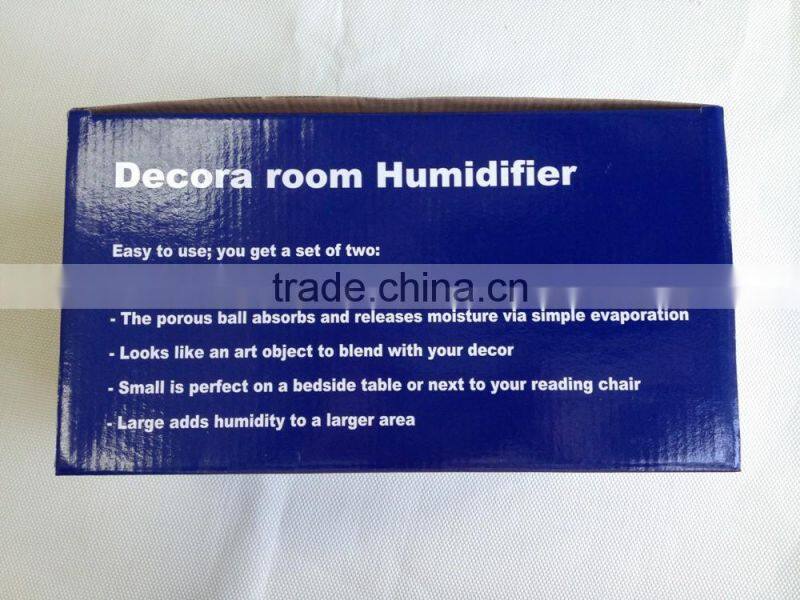 Decora room Humidifier
Easy to use; you get a set of two:
trade.china.cn
- The porous ball absorbs and releases moisture via simple evaporation
- Looks like an art object to blend with your decor
- Small is perfect on a bedside table or next to your reading chair
- Large adds humidity to a larger area